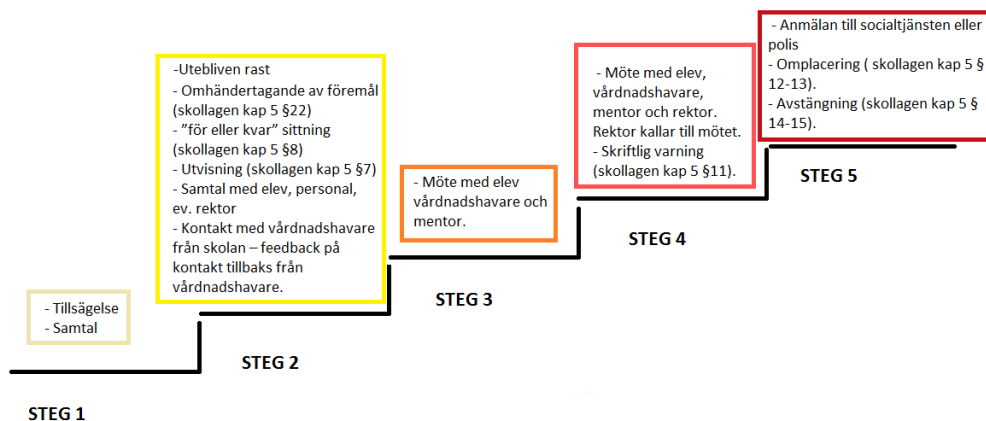 - Tillsägelse
- Samtal
STEG 1
-Utebliven rast
- Omhändertagande av föremål
(skollagen kap 5 §22)
- ”för eller kvar” sittning
(skollagen kap 5 §8)
- Utvisning (skollagen kap 5 §7)
- Samtal med elev, personal,
ev. rektor
- Kontakt med vårdnadshavare
från skolan – feedback på
kontakt tillbaks från
vårdnadshavare.
STEG 2
- Möte med elev
vårdnadshavare och
mentor.
STEG 3
- Möte med elev,
vårdnadshavare,
mentor och rektor.
Rektor kallar till mötet.
- Skriftlig varning
(skollagen kap 5 §11).
STEG 4
- Anmälan till socialtjänsten eller
polis
- Omplacering ( skollagen kap 5 §
12-13).
- Avstängning (skollagen kap 5 §
14-15).
STEG 5